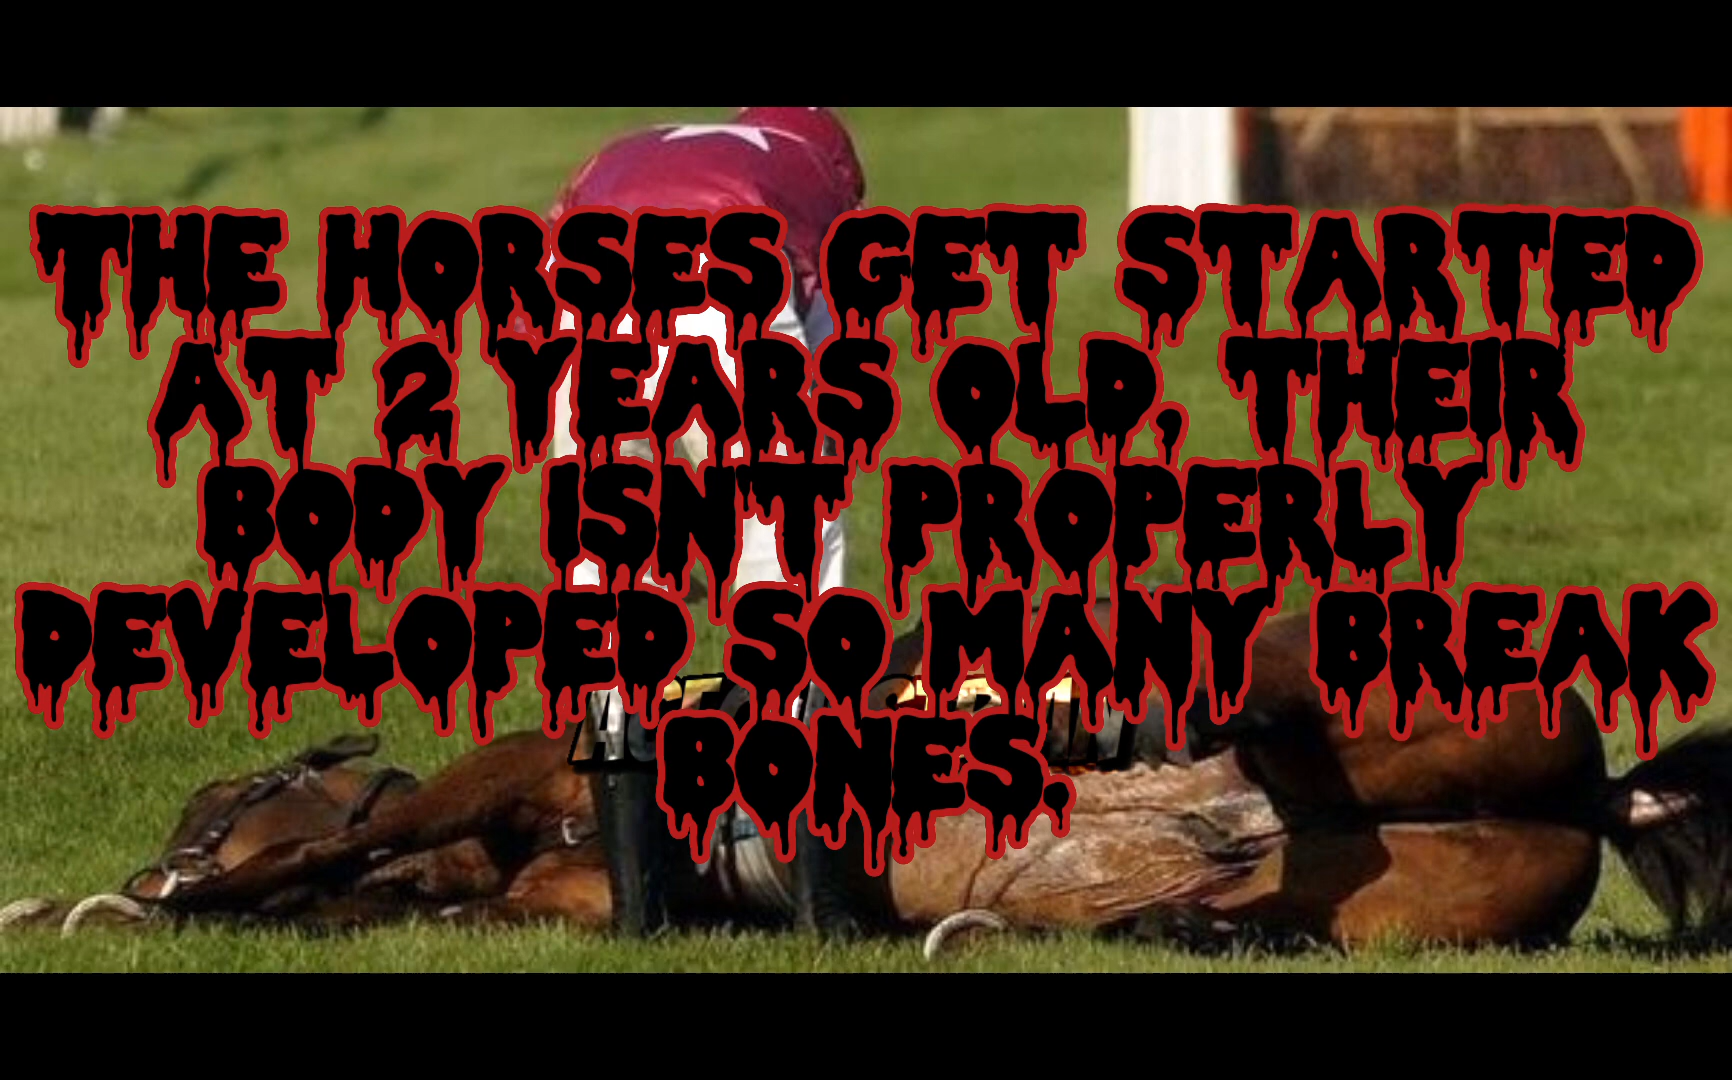 THE HORSES GET STARTED
AT 2 YEARS OLD, THEIR
BODY ISN'T PROPERLY
DEVELOPED SO MANY BREAK
BONES.